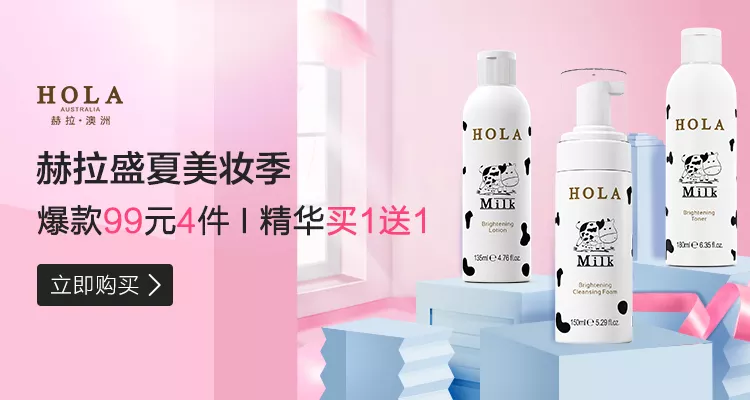 HOLA
AUSTRALIA
赫拉·澳洲
赫拉盛夏美妆季
爆款99元4件 | 精华买1送1
立即购买 >
HOLA
Milk
Brightening
Lotion
135ml e 4.76 fl.oz.
HOLA
Milk
Brightening
Cleansing Foam
150ml e 5.29 fl.oz.
HOLA
Milk
Brightening
Toner
180ml e 6.35 fl.oz.